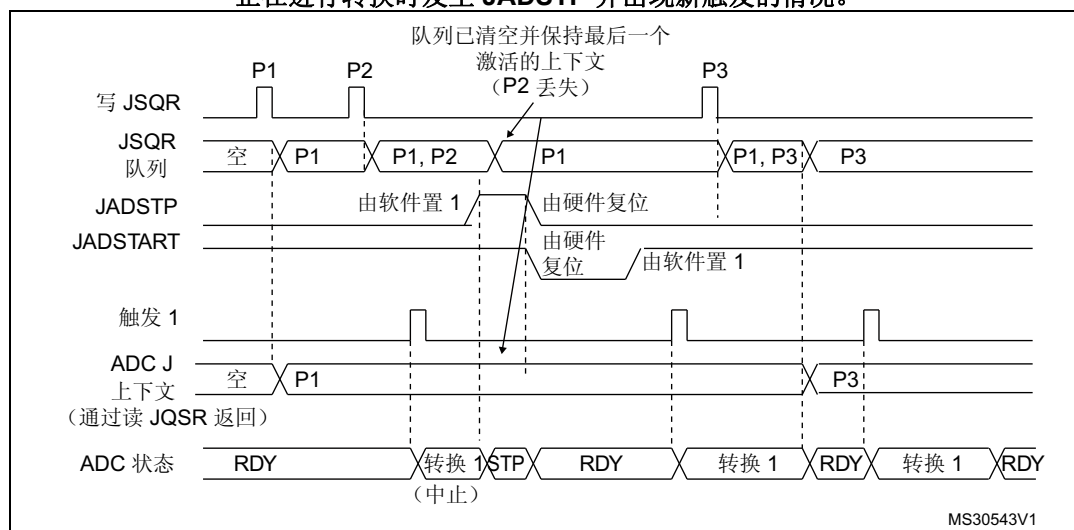 正在进行转换时发生 JADSTP 并出现新触发的情况。
队列已清空并保持最后一个
激活的上下文
（P2 丢失）
P1
P2
P3
写 JSQR
JSQR
队列
空
P1
P1, P2
P1
P1, P3
P3
JADSTP
由软件置 1
由硬件复位
JADSTART
由硬件
复位
由软件置 1
触发 1
ADC J
上下文
（通过读 JQSR 返回）
空
P1
P3
ADC 状态
RDY
转换 1
STP
RDY
转换 1
RDY
转换 1
RDY
（中止）
MS30543V1